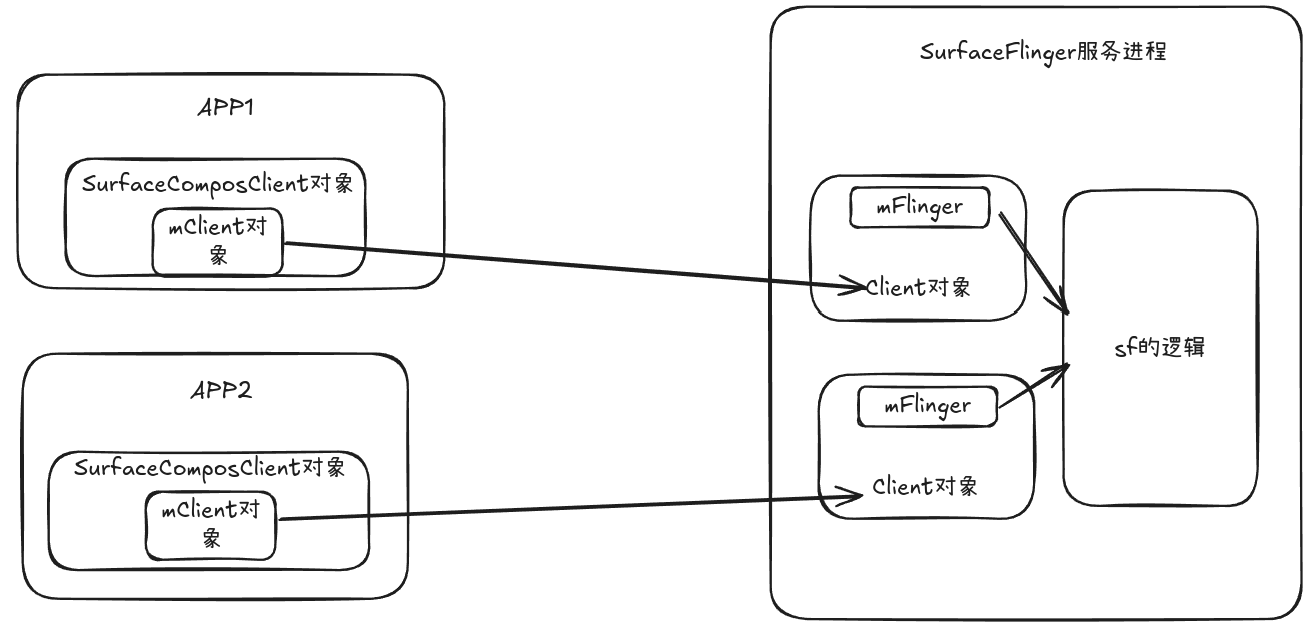 SurfaceFlinger服务进程
APP1
SurfaceComposClient对象
mClient对
象
mFlinger
Client对象
sf的逻辑
APP2
SurfaceComposClient对象
mClient对
象
mFlinger
Client对象